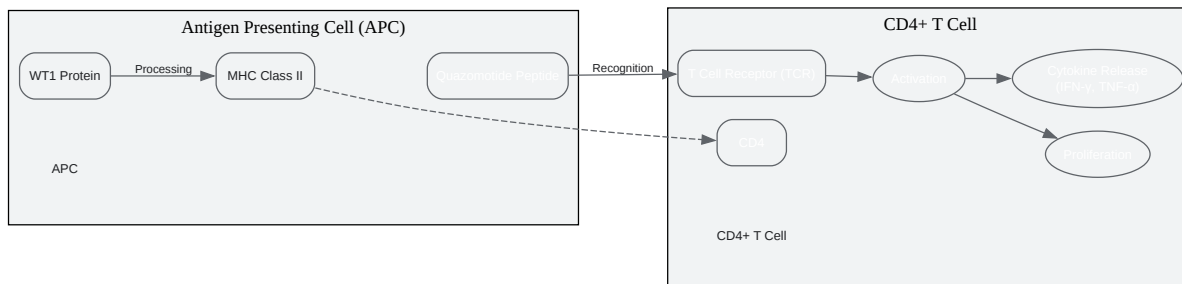 Antigen Presenting Cell (APC)
WT1 Protein
Processing
MHC Class II
Quazomotide Peptide
APC
Recognition
CD4+ T Cell
T Cell Receptor (TCR)
Activation
Cytokine Release
(IFN-γ, TNF-α)
CD4
Proliferation
CD4+ T Cell